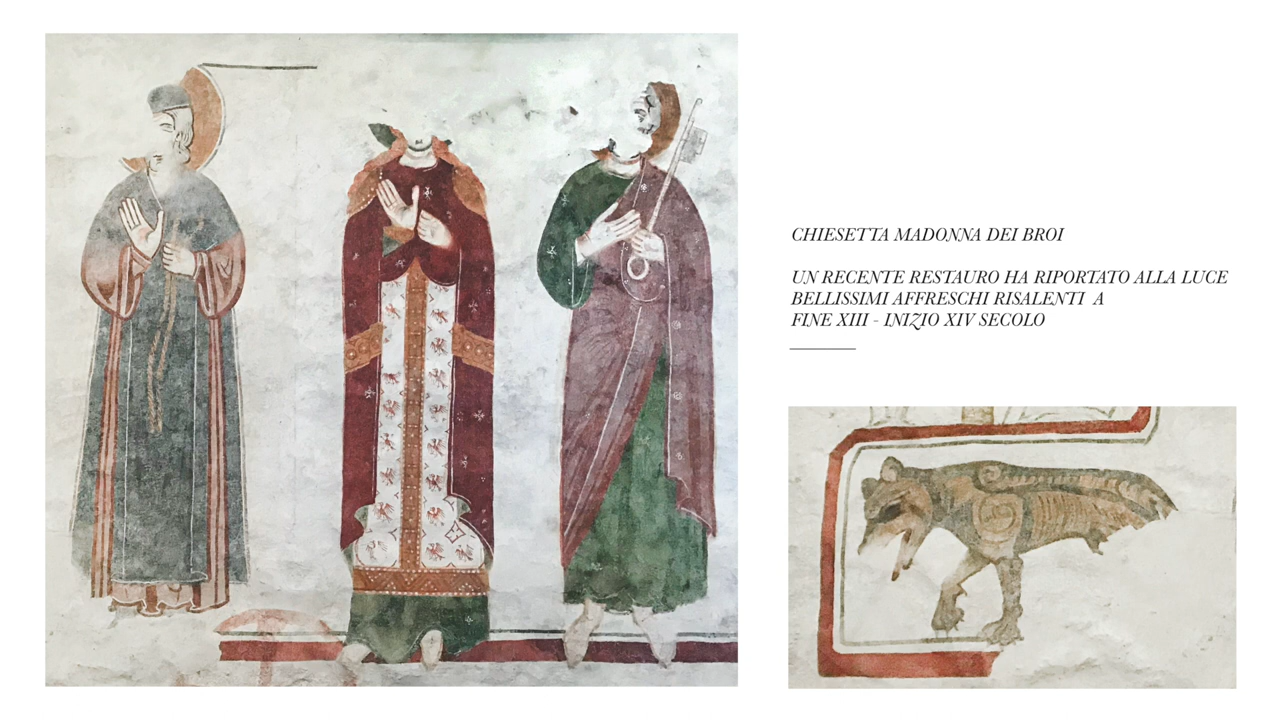 CHIESETTA MADONNA DEI BROI
UN RECENTE RESTAURO HA RIPORTATO ALLA LUCE
BELLISSIMI AFFRESCHI RISALENTI A
FINE XIII - INIZIO XIV SECOLO